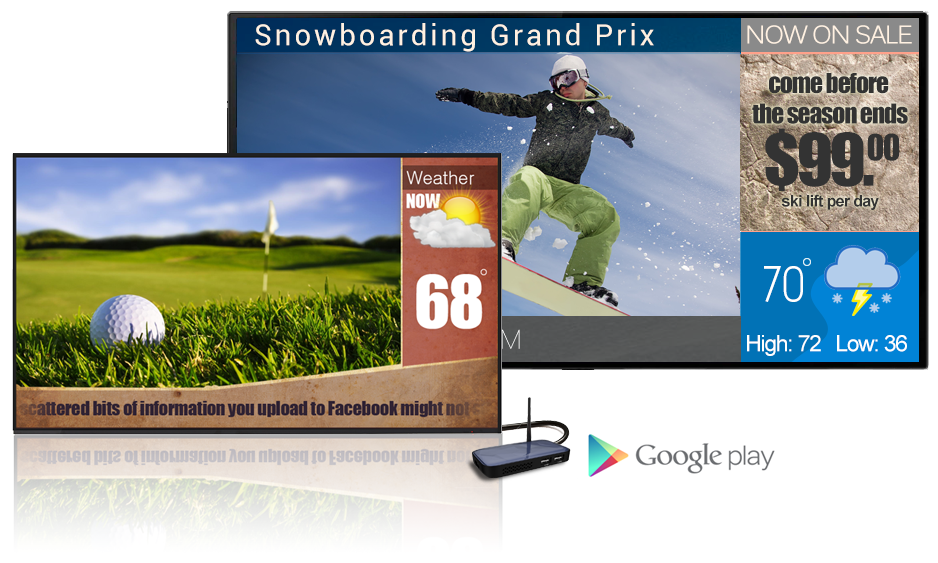 Snowboarding Grand Prix
NOW ON SALE
come before
the season ends
$99.00
ski lift per day
70°
High: 72 Low: 36
M
Weather
NOW
68°
scattered bits of information you upload to Facebook might not
Google play